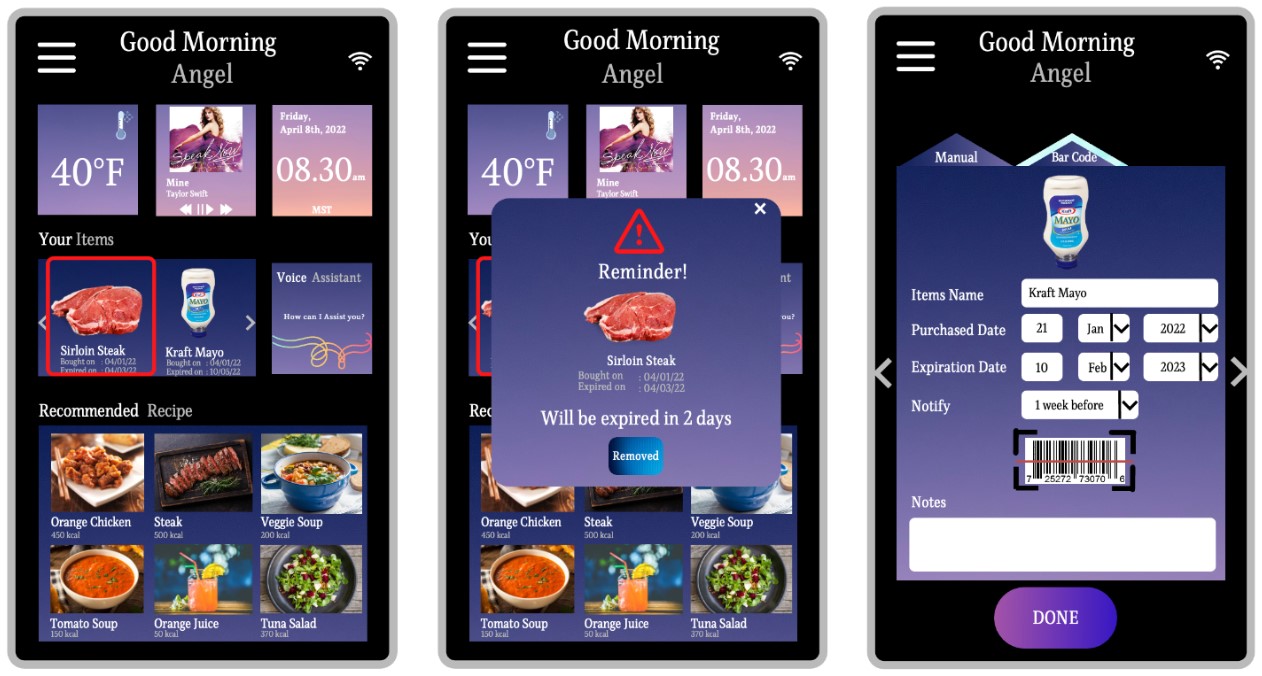 Good Morning
Angel
40°F
Speak Now
Mine
Taylor Swift
Friday,
April 8th, 2022
08.30am
MST
Your Items
Sirloin Steak
Bought on : 04/01/22
Expired on : 04/03/22
MAYO
Kraft Mayo
Bought on : 04/01/22
Expired on : 10/05/22
Voice Assistant
How can I Assist you?
Recommended Recipe
Orange Chicken
450 kcal
Steak
500 kcal
Veggie Soup
200 kcal
Tomato Soup
150 kcal
Orange Juice
50 kcal
Tuna Salad
370 kcal
Good Morning
Angel
40°F
Speak Now
Mine
Taylor Swift
Friday,
April 8th, 2022
08.30am
You
nt
you?
Rec
Reminder!
Sirloin Steak
Bought on : 04/01/22
Expired on : 04/03/22
Will be expired in 2 days
Removed
Orange Chicken
450 kcal
Steak
500 kcal
Veggie Soup
200 kcal
Tomato Soup
150 kcal
Orange Juice
50 kcal
Tuna Salad
370 kcal
Good Morning
Angel
Manual
Bar Code
Kraft
MAYO
Items Name
Kraft Mayo
Purchased Date
21 Jan 2022
Expiration Date
10 Feb 2023
Notify
1 week before
7 25272 73070 6
Notes
DONE